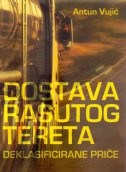 Antun Vujić
DOSTAVA
RASUTOG
TERETA
DEKLASIFICIRANE PRIČE